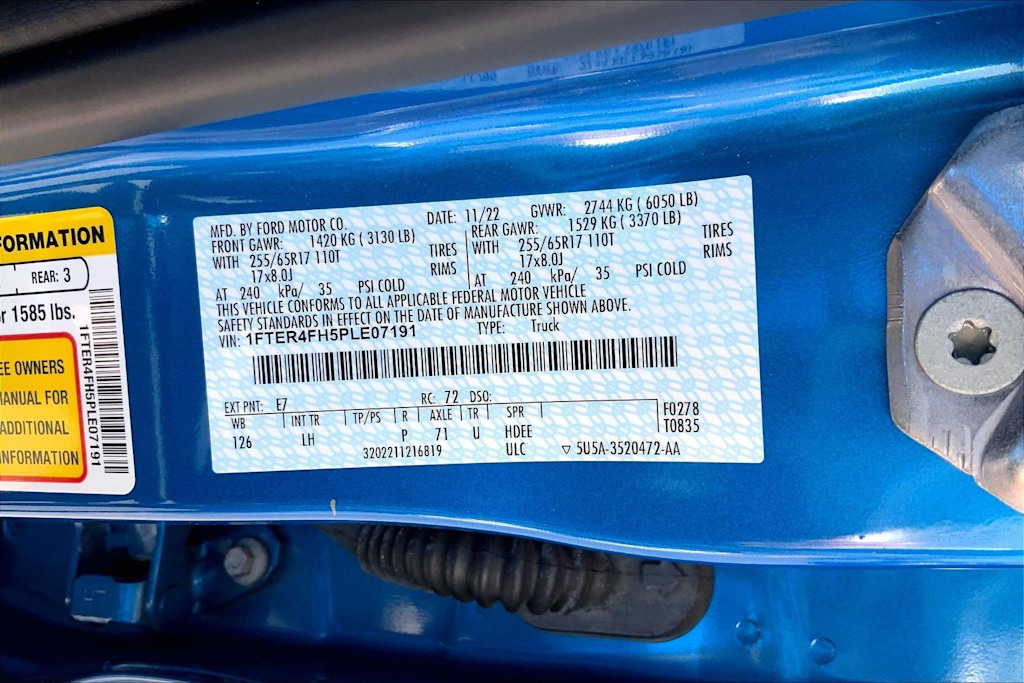 FORMATION
REAR: 3
r 1585 lbs.
EE OWNERS
MANUAL FOR
ADDITIONAL
INFORMATION
1FTER4FH5PLE07191
MFD. BY FORD MOTOR CO. DATE: 11/22 GVWR: 2744 KG ( 6050 LB)
FRONT GAWR: 1420 KG ( 3130 LB) REAR GAWR: 1529 KG ( 3370 LB)
WITH 255/65R17 110T TIRES WITH 255/65R17 110T TIRES
17x8.0J RIMS 17x8.0J RIMS
AT 240 kPa/ 35 PSI COLD AT 240 kPa/ 35 PSI COLD
THIS VEHICLE CONFORMS TO ALL APPLICABLE FEDERAL MOTOR VEHICLE
SAFETY STANDARDS IN EFFECT ON THE DATE OF MANUFACTURE SHOWN ABOVE.
VIN: 1FTER4FH5PLE07191 TYPE: Truck
EXT PNT: E7 RC: 72 DSO:
WB INT TR TP/PS R AXLE TR SPR F0278
126 LH P 71 U HDEE T0835
3202211216819 ULC ▽ 5U5A-3520472-AA